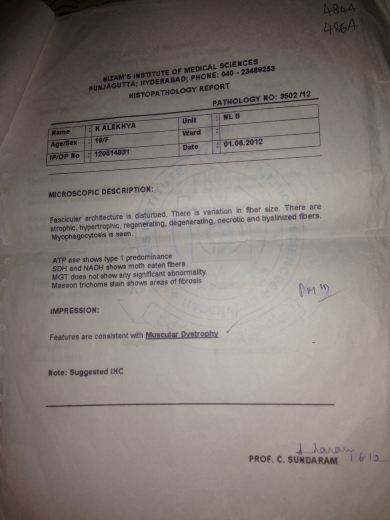 484A
486A
NIZAM'S INSTITUTE OF MEDICAL SCIENCES
PUNJAGUTTA; HYDERABAD; PHONE: 040 - 23489253
HISTOPATHOLOGY REPORT
PATHOLOGY NO: 3502 /12
Name : K ALEKHYA Unit : NL II
Age/Sex : 19/F Ward :
IP/OP No : 120514831 Date : 01.06.2012
MICROSCOPIC DESCRIPTION:
Fascicular architecture is disturbed. There is variation in fiber size. There are
atrophic, hypertrophic, regenerating, degenerating, necrotic and hyalinized fibers.
Myophagocytosis is seen.
ATP ase shows type 1 predominance
SDH and NADH shows moth eaten fibers
MGT does not show any significant abnormality
Masson trichome stain shows areas of fibrosis
IMPRESSION:
Features are consistent with Muscular Dystrophy
Note: Suggested IHC
PROF. C. SUNDARAM 1 6 12